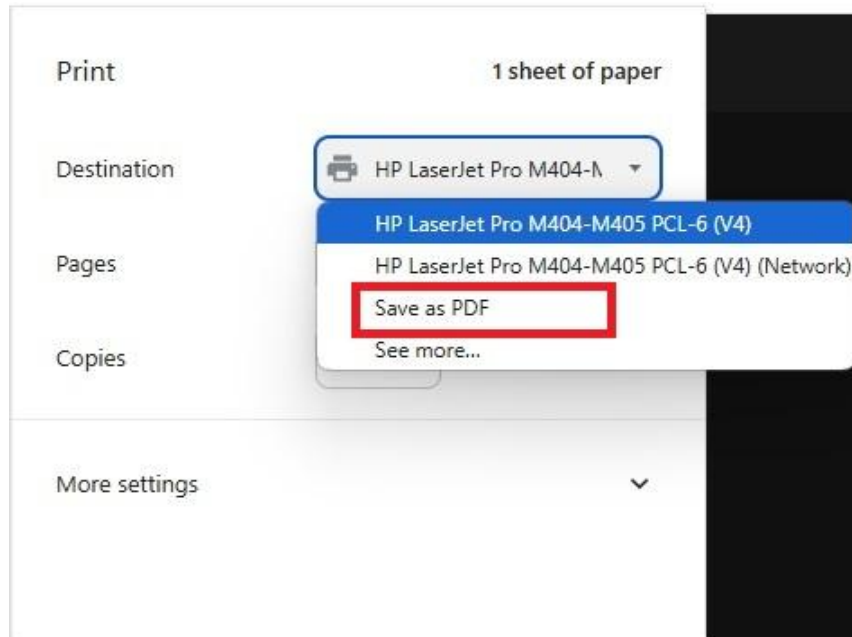 Print
1 sheet of paper
Destination
HP LaserJet Pro M404-M
HP LaserJet Pro M404-M405 PCL-6 (V4)
Pages
HP LaserJet Pro M404-M405 PCL-6 (V4) (Network)
Save as PDF
Copies
See more...
More settings